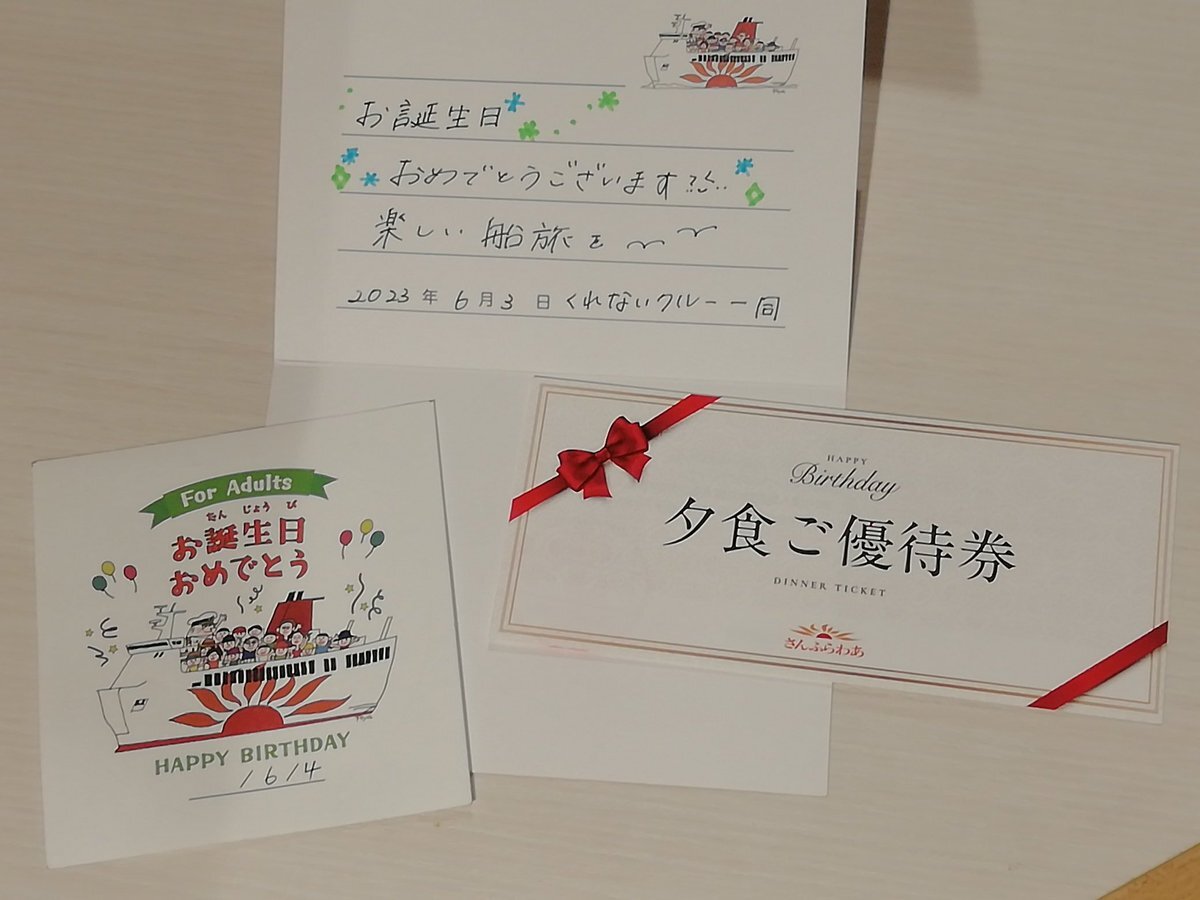 お誕生日
おめでとうございます
楽しい船旅を
2023年 6月3日 くれないクルー一同
For Adults
たん じょう び
お誕生日
おめでとう
HAPPY BIRTHDAY
1614
HAPPY
Birthday
夕食ご優待券
DINNER TICKET
さんふらわあ